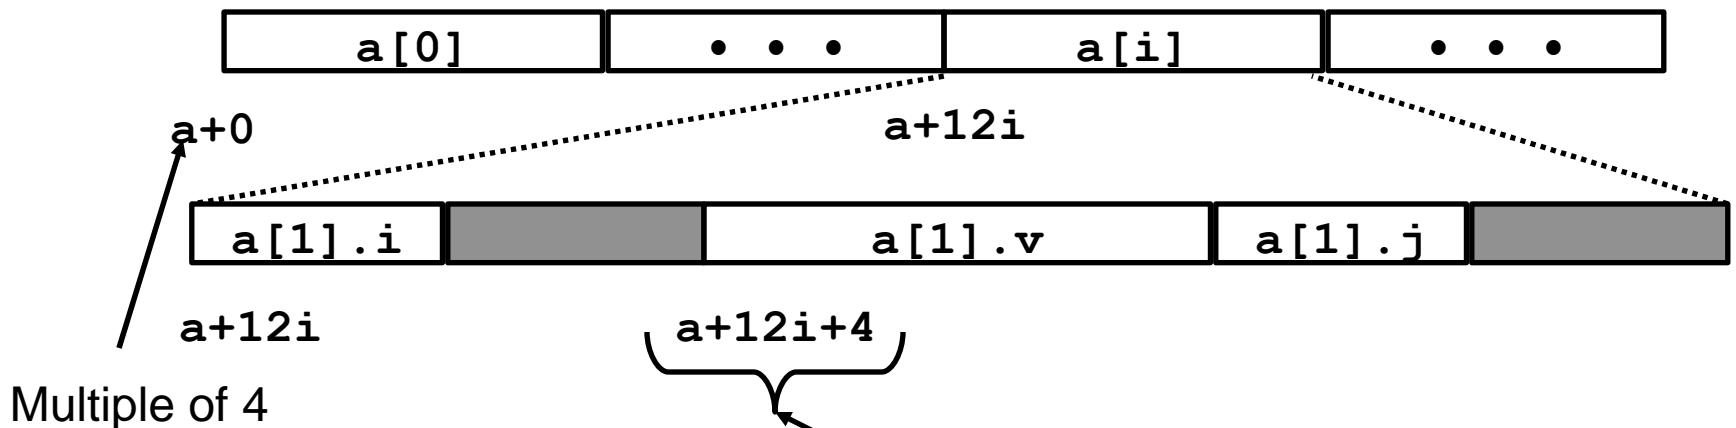 a[0] • • • a[i] • • •
a+0 a+12i
a[1].i a[1].v a[1].j
a+12i a+12i+4
Multiple of 4